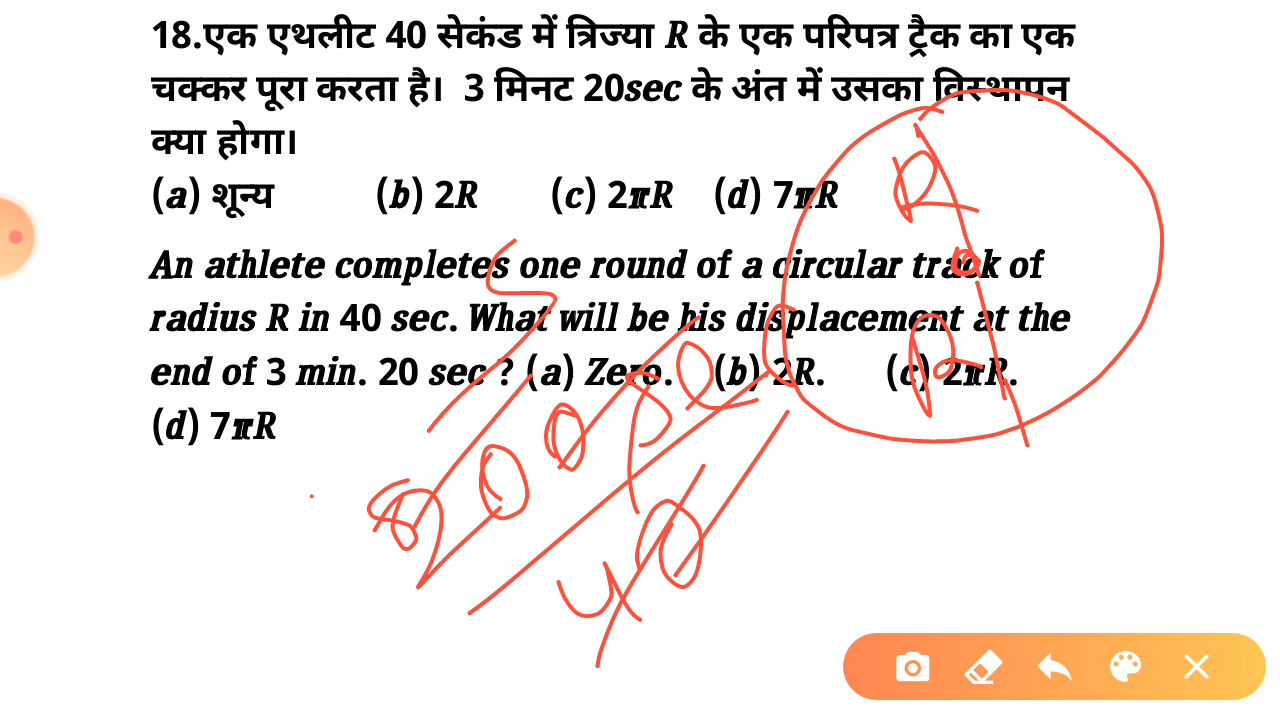 18.एक एथलीट 40 सेकंड में त्रिज्या R के एक परिपत्र ट्रैक का एक
चक्कर पूरा करता है। 3 मिनट 20sec के अंत में उसका विस्थापन
क्या होगा।
(a) शून्य (b) 2R (c) 2πR (d) 7πR
An athlete completes one round of a circular track of
radius R in 40 sec. What will be his displacement at the
end of 3 min. 20 sec ? (a) Zero. (b) 2R. (c) 2πR.
(d) 7πR
R
R
5
200 sec
40